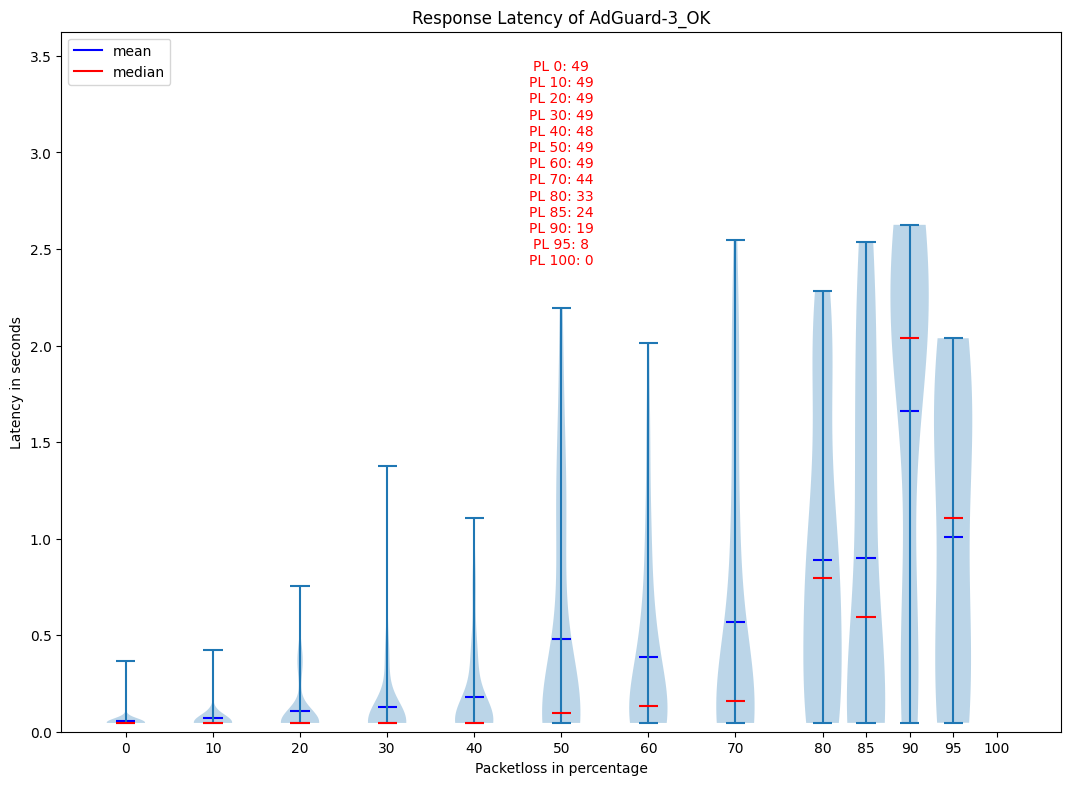 Response Latency of AdGuard-3_OK
mean
median
PL 0: 49
PL 10: 49
PL 20: 49
PL 30: 49
PL 40: 48
PL 50: 49
PL 60: 49
PL 70: 44
PL 80: 33
PL 85: 24
PL 90: 19
PL 95: 8
PL 100: 0
Latency in seconds
3.5
3.0
2.5
2.0
1.5
1.0
0.5
0.0
0 10 20 30 40 50 60 70 80 85 90 95 100
Packetloss in percentage